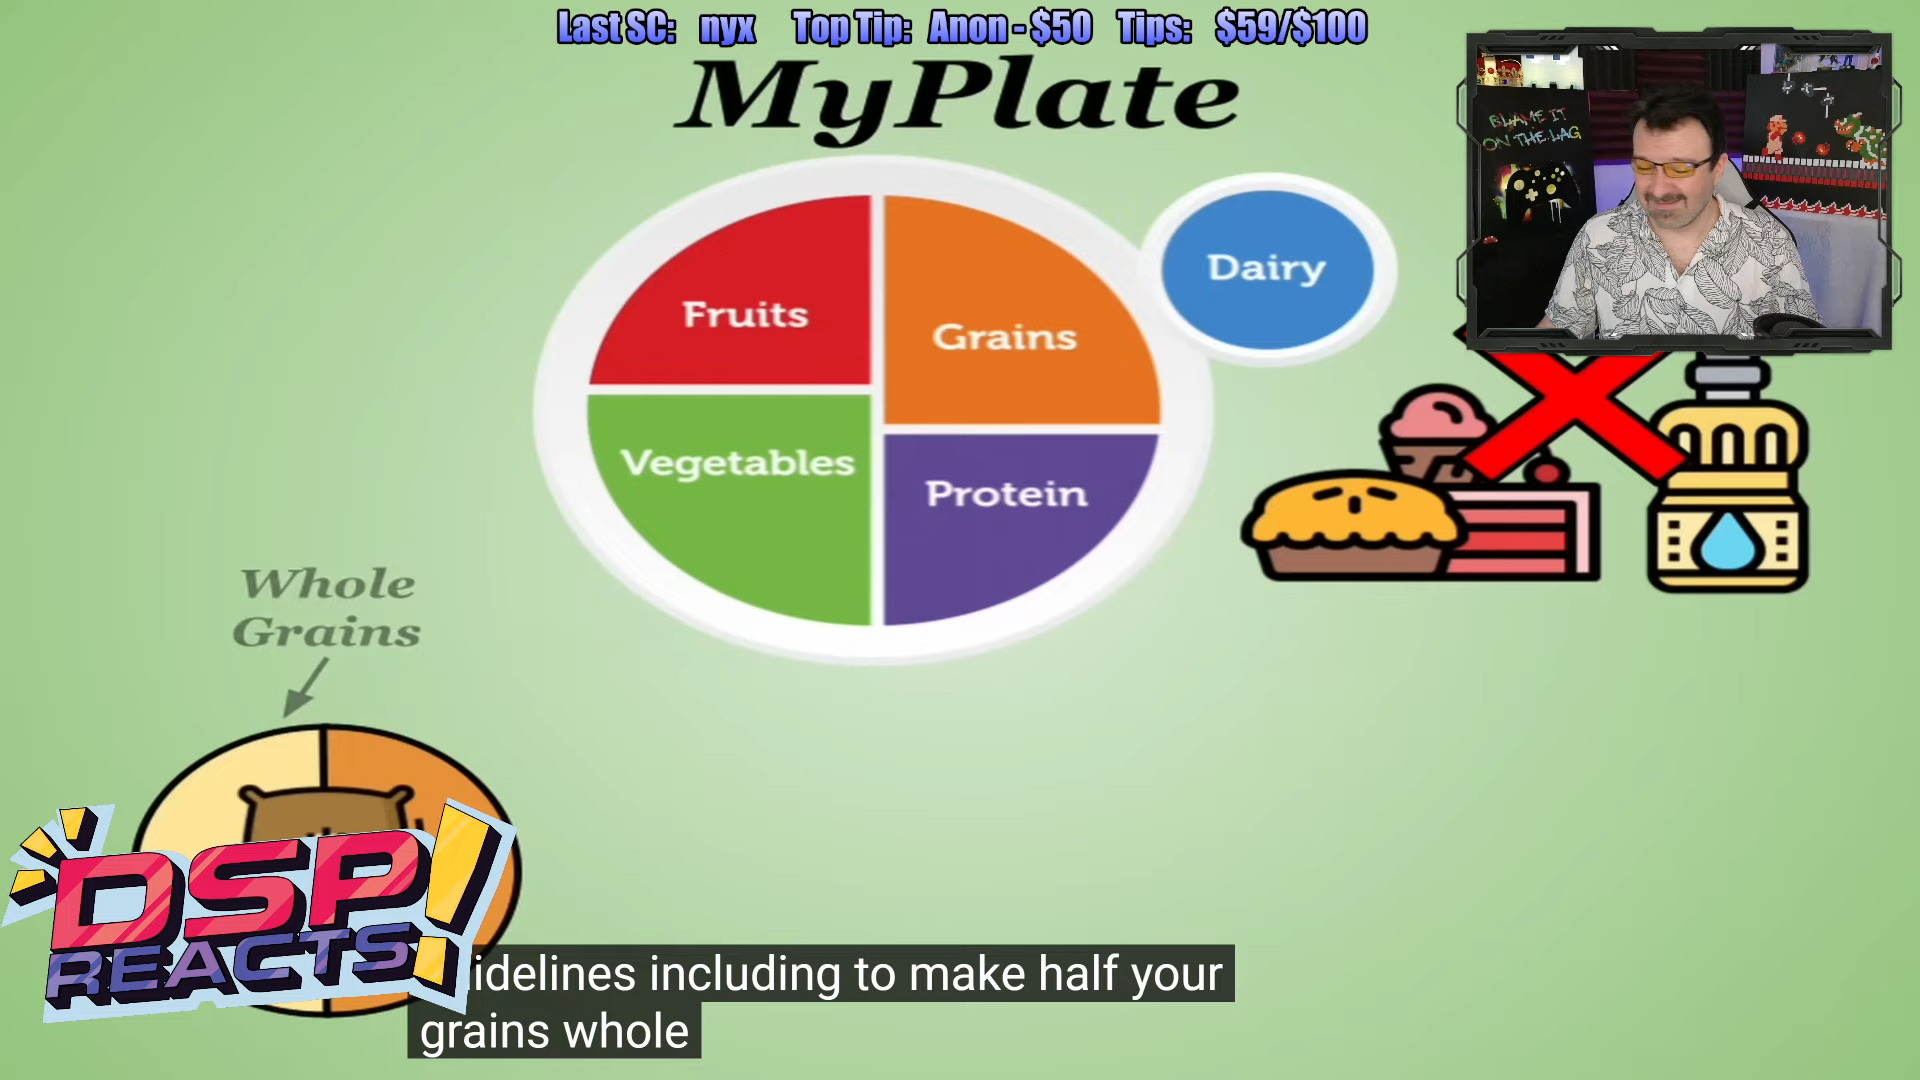 Last SC: nyx Top Tip: Anon - $50 Tips: $59/$100
MyPlate
BLAME IT
ON THE LAG
Fruits
Grains
Dairy
Vegetables
Protein
Whole
Grains
DSP
REACTS!
idelines including to make half your
grains whole